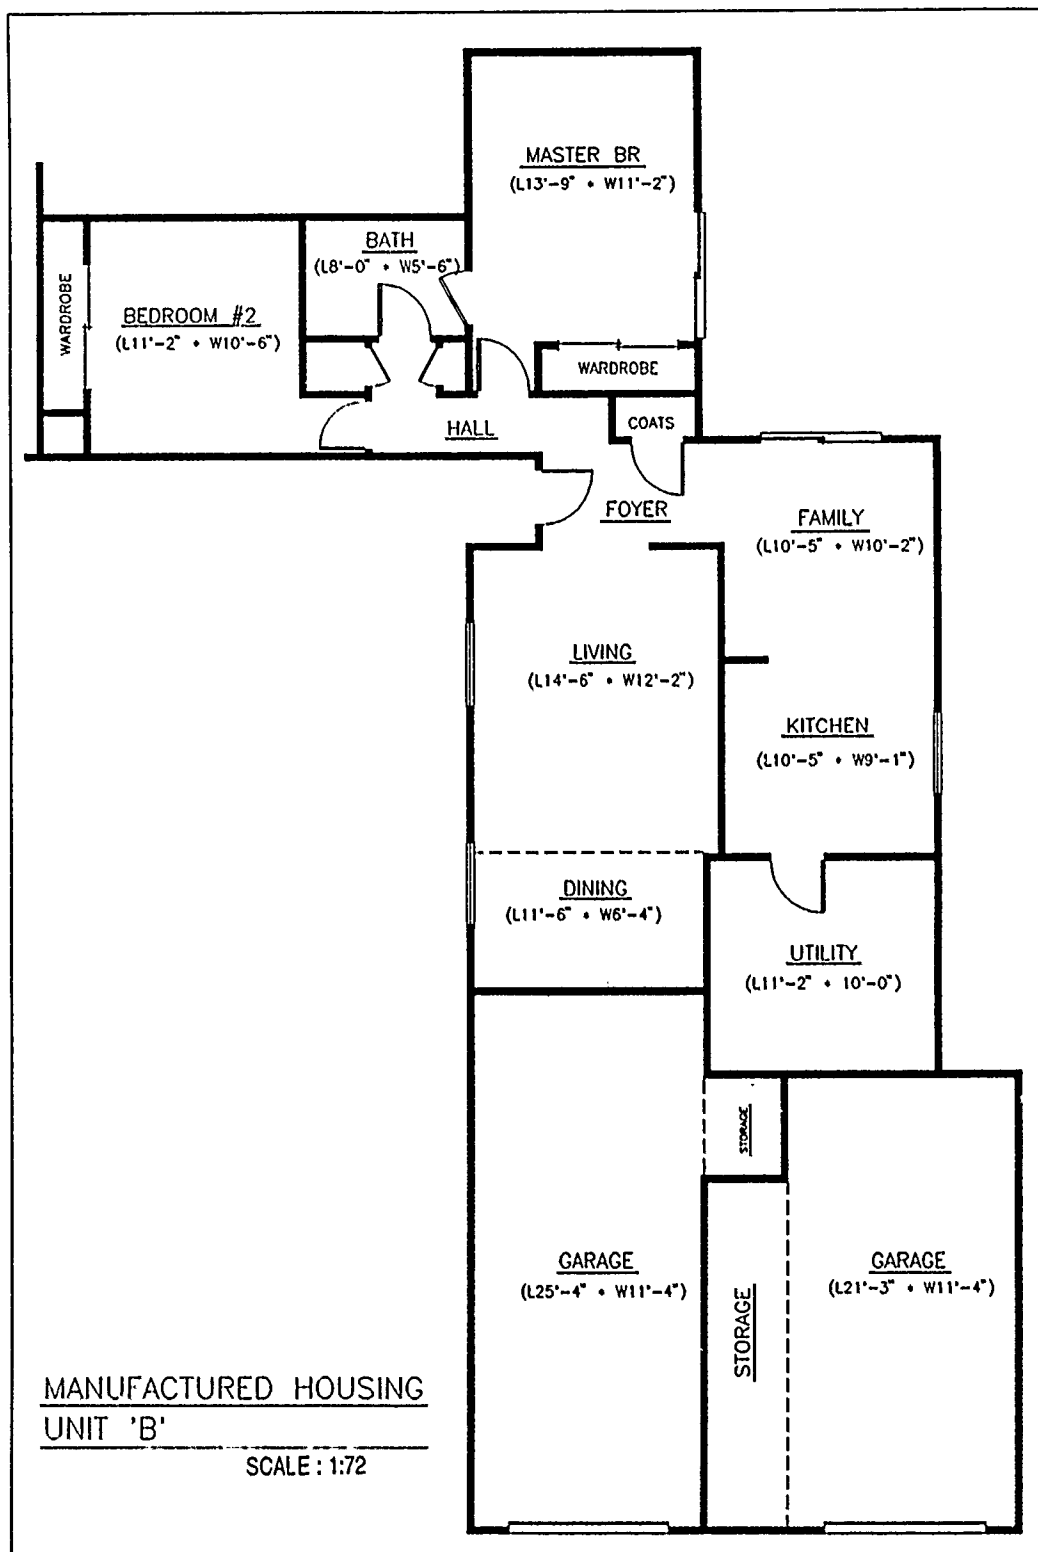 MASTER BR
(L13'-9" * W11'-2")
BATH
(L8'-0" * W5'-6")
WARDROBE
BEDROOM #2
(L11'-2" * W10'-6")
WARDROBE
HALL
COATS
FOYER
FAMILY
(L10'-5" * W10'-2")
LIVING
(L14'-6" * W12'-2")
KITCHEN
(L10'-5" * W9'-1")
DINING
(L11'-6" * W6'-4")
UTILITY
(L11'-2" * 10'-0")
STORAGE
GARAGE
(L25'-4" * W11'-4")
STORAGE
GARAGE
(L21'-3" * W11'-4")
MANUFACTURED HOUSING
UNIT 'B'
SCALE : 1:72